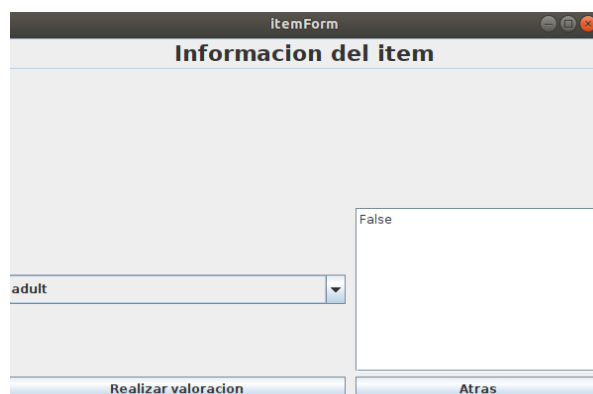 itemForm
Informacion del item
False
adult
Realizar valoracion
Atras